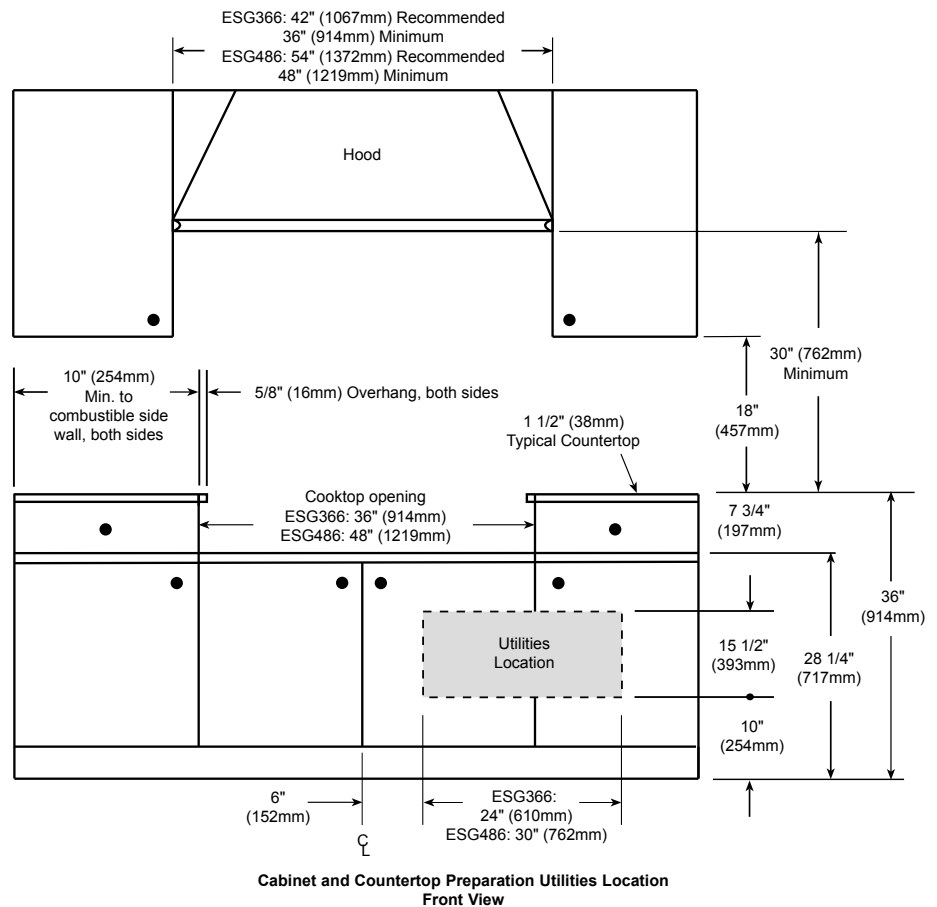 ESG366: 42" (1067mm) Recommended
36" (914mm) Minimum
ESG486: 54" (1372mm) Recommended
48" (1219mm) Minimum
Hood
30" (762mm)
Minimum
10" (254mm)
Min. to
combustible side
wall, both sides
5/8" (16mm) Overhang, both sides
18"
(457mm)
1 1/2" (38mm)
Typical Countertop
Cooktop opening
ESG366: 36" (914mm)
ESG486: 48" (1219mm)
7 3/4"
(197mm)
36"
(914mm)
Utilities
Location
15 1/2"
(393mm)
28 1/4"
(717mm)
10"
(254mm)
6"
(152mm)
ESG366:
24" (610mm)
ESG486: 30" (762mm)
CL
Cabinet and Countertop Preparation Utilities Location
Front View